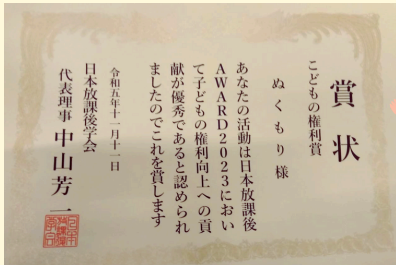 賞状
こどもの権利賞
ぬくもり様
あなたの活動は日本放課後
AWARD2023におい
て子どもの権利向上への貢
献が優秀であると認められ
ましたのでこれを賞します
令和五年十一月十一日
日本放課後学会
代表理事 中山芳一